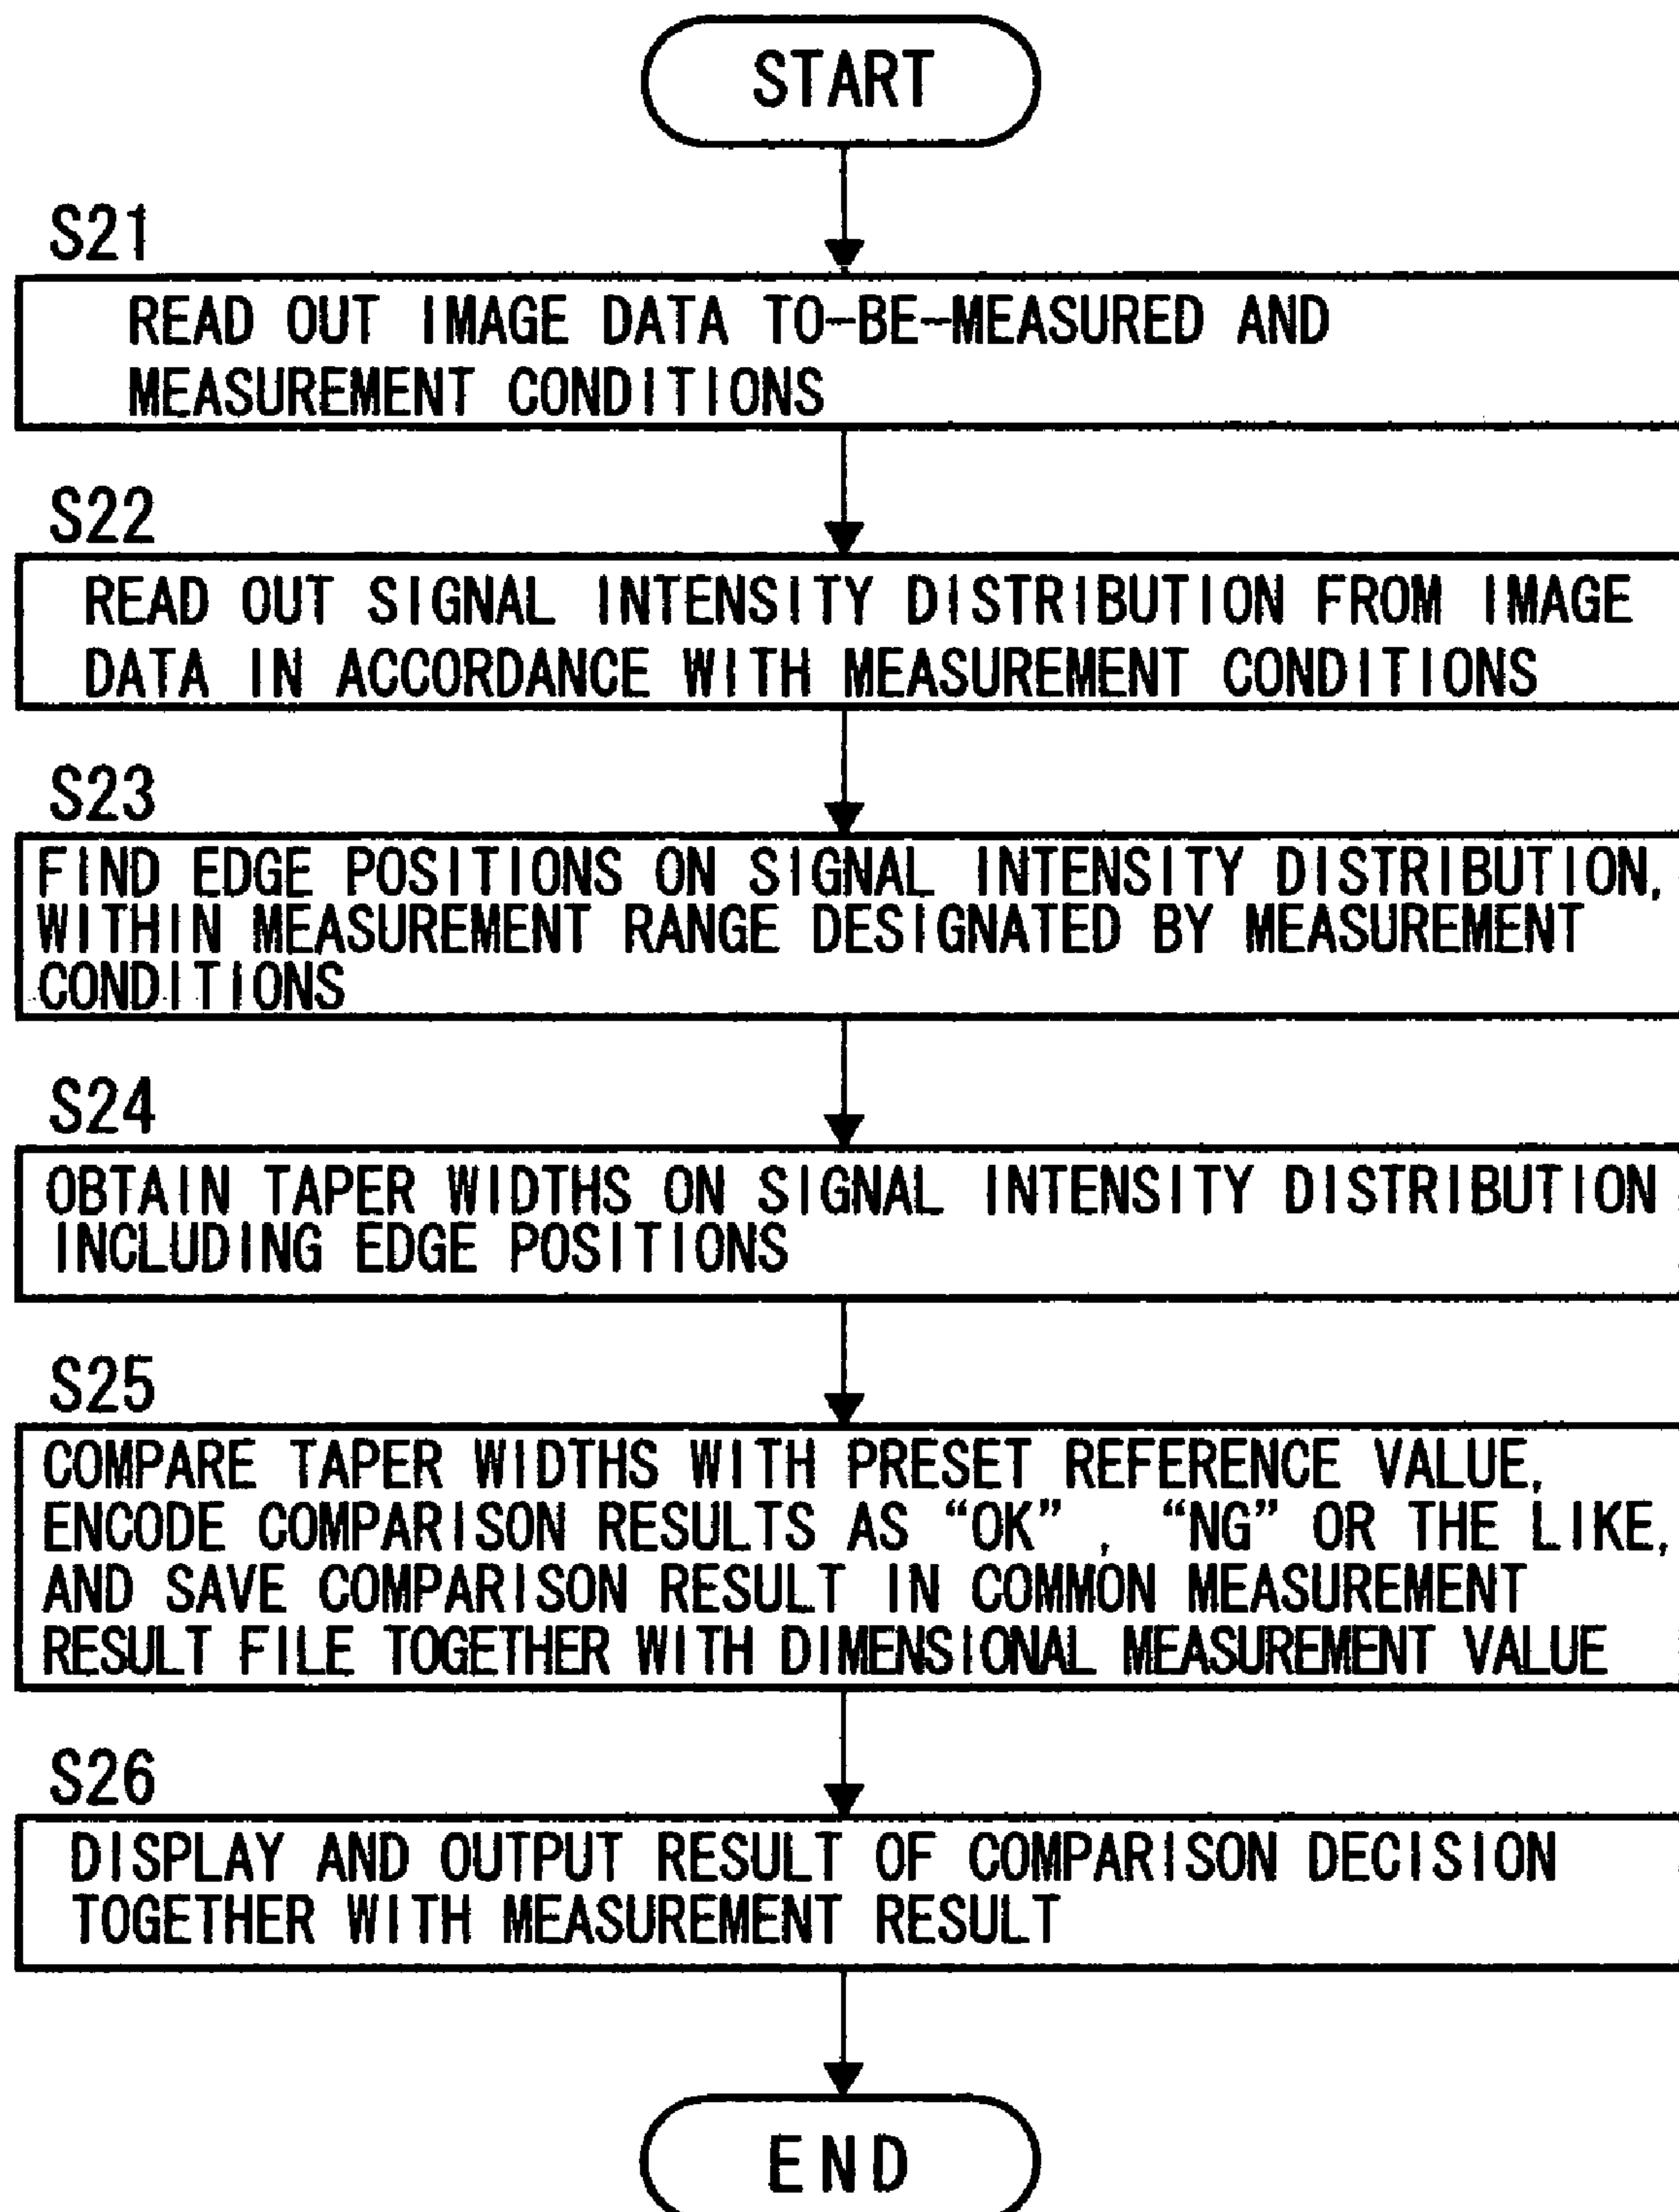 START
S21
READ OUT IMAGE DATA TO-BE-MEASURED AND
MEASUREMENT CONDITIONS
S22
READ OUT SIGNAL INTENSITY DISTRIBUTION FROM IMAGE
DATA IN ACCORDANCE WITH MEASUREMENT CONDITIONS
S23
FIND EDGE POSITIONS ON SIGNAL INTENSITY DISTRIBUTION,
WITHIN MEASUREMENT RANGE DESIGNATED BY MEASUREMENT
CONDITIONS
S24
OBTAIN TAPER WIDTHS ON SIGNAL INTENSITY DISTRIBUTION
INCLUDING EDGE POSITIONS
S25
COMPARE TAPER WIDTHS WITH PRESET REFERENCE VALUE,
ENCODE COMPARISON RESULTS AS “OK”, “NG” OR THE LIKE,
AND SAVE COMPARISON RESULT IN COMMON MEASUREMENT
RESULT FILE TOGETHER WITH DIMENSIONAL MEASUREMENT VALUE
S26
DISPLAY AND OUTPUT RESULT OF COMPARISON DECISION
TOGETHER WITH MEASUREMENT RESULT
END